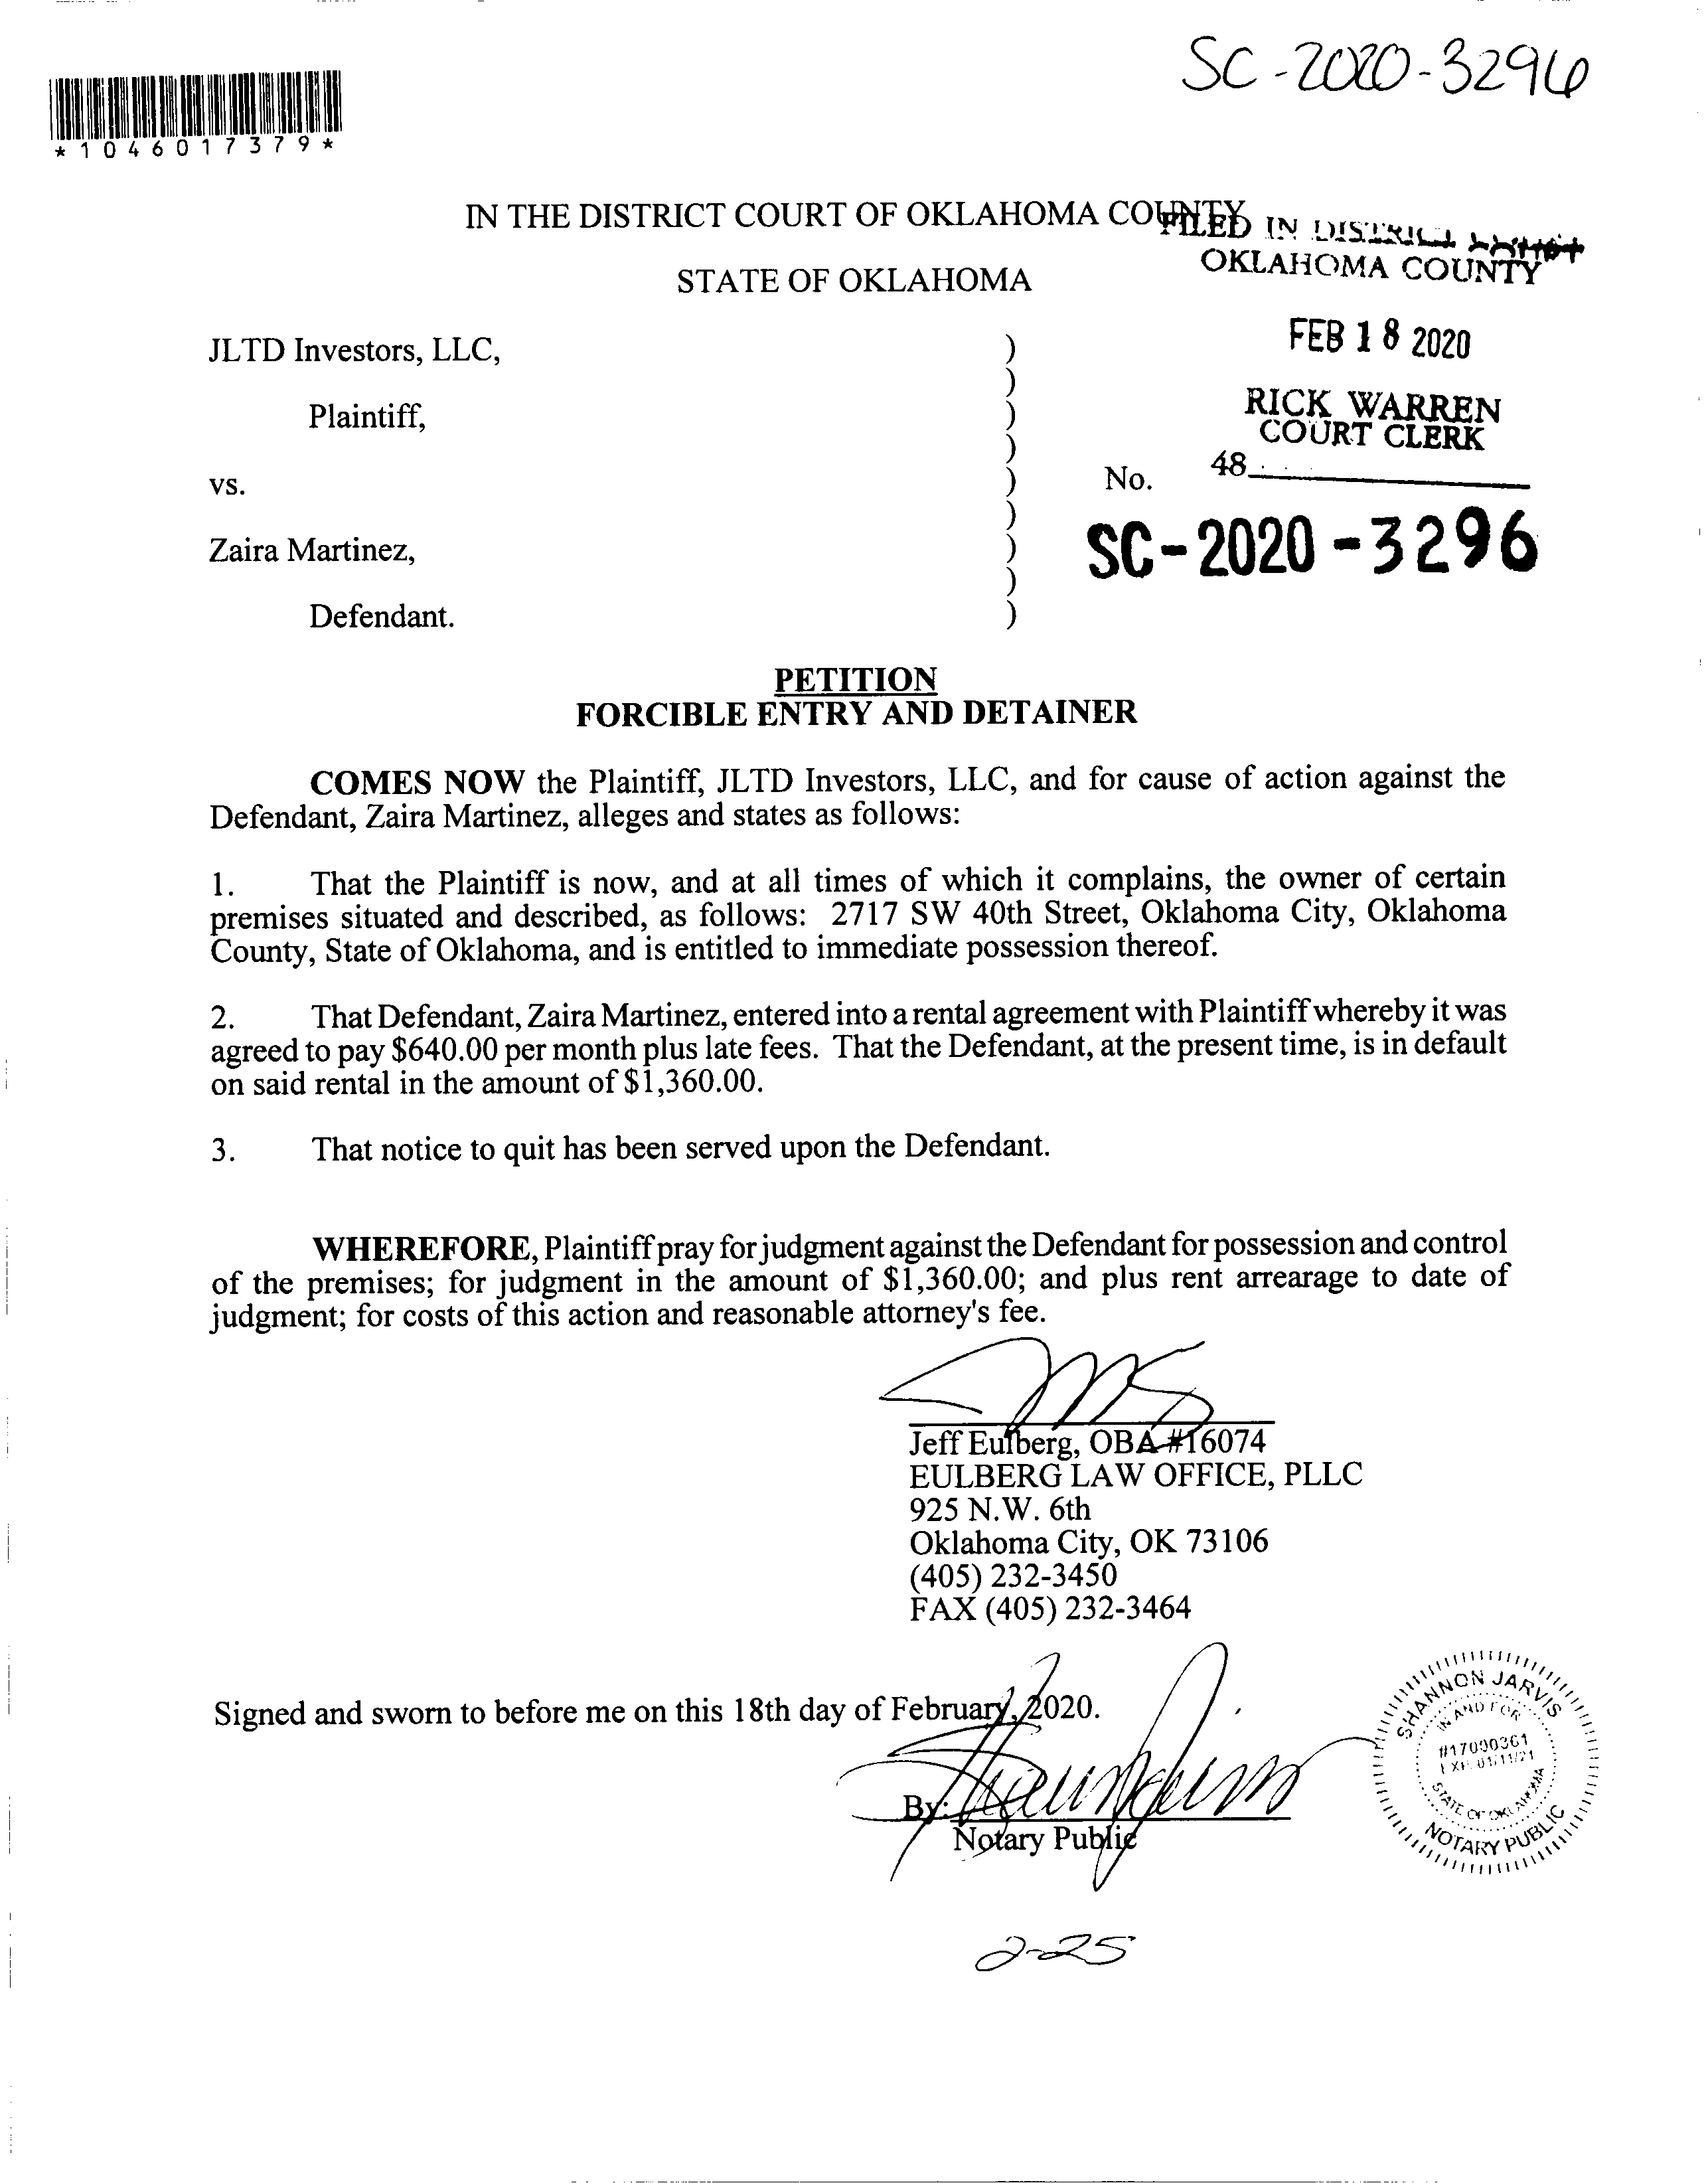 SC-2020-3296
*1046017379*
IN THE DISTRICT COURT OF OKLAHOMA COUNTY
FILED IN DISTRICT COURT
STATE OF OKLAHOMA
OKLAHOMA COUNTY
JLTD Investors, LLC,
)
FEB 18 2020
)
Plaintiff,
)
RICK WARREN
COURT CLERK
)
vs.
)
No.
48
)
Zaira Martinez,
)
SC-2020-3296
)
Defendant.
)
PETITION
FORCIBLE ENTRY AND DETAINER
COMES NOW the Plaintiff, JLTD Investors, LLC, and for cause of action against the
Defendant, Zaira Martinez, alleges and states as follows:
1. That the Plaintiff is now, and at all times of which it complains, the owner of certain
premises situated and described, as follows: 2717 SW 40th Street, Oklahoma City, Oklahoma
County, State of Oklahoma, and is entitled to immediate possession thereof.
2. That Defendant, Zaira Martinez, entered into a rental agreement with Plaintiff whereby it was
agreed to pay $640.00 per month plus late fees. That the Defendant, at the present time, is in default
on said rental in the amount of $1,360.00.
3. That notice to quit has been served upon the Defendant.
WHEREFORE, Plaintiff pray for judgment against the Defendant for possession and control
of the premises; for judgment in the amount of $1,360.00; and plus rent arrearage to date of
judgment; for costs of this action and reasonable attorney's fee.
Jeff Eulberg, OBA #16074
EULBERG LAW OFFICE, PLLC
925 N.W. 6th
Oklahoma City, OK 73106
(405) 232-3450
FAX (405) 232-3464
Signed and sworn to before me on this 18th day of February, 2020.
SHANNON JARVIS
IN AND FOR
#17000361
EXP. 01/11/21
STATE OF OKLAHOMA
NOTARY PUBLIC
By:
Notary Public
2-25